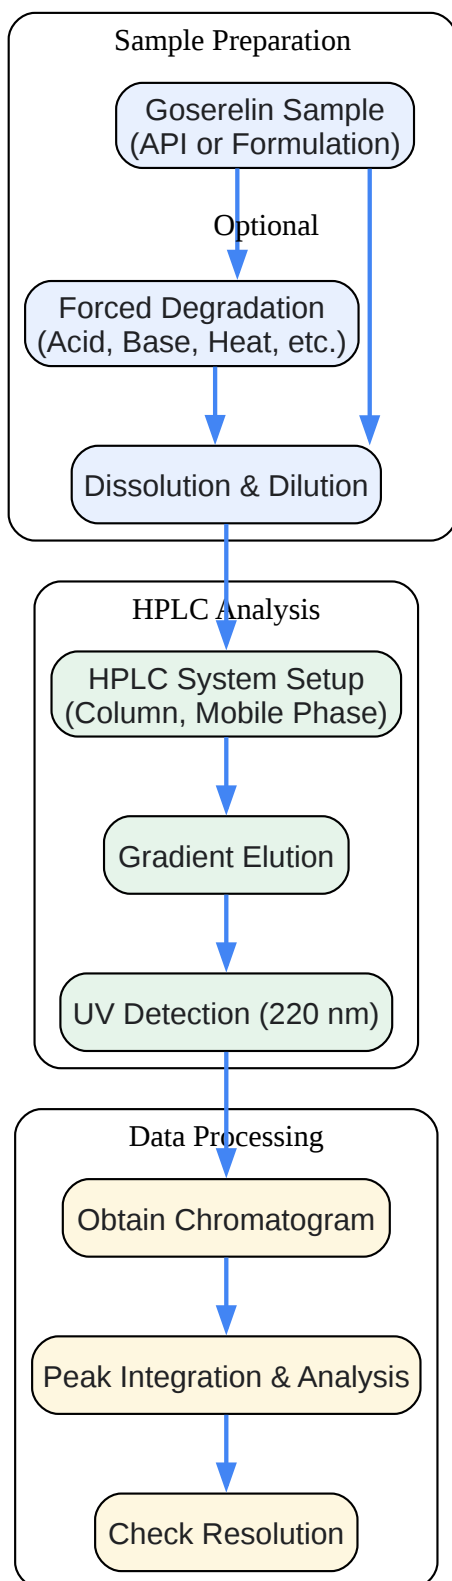 Sample Preparation
Goserelin Sample
(API or Formulation)
Optional
Forced Degradation
(Acid, Base, Heat, etc.)
Dissolution & Dilution
HPLC Analysis
HPLC System Setup
(Column, Mobile Phase)
Gradient Elution
UV Detection (220 nm)
Data Processing
Obtain Chromatogram
Peak Integration & Analysis
Check Resolution